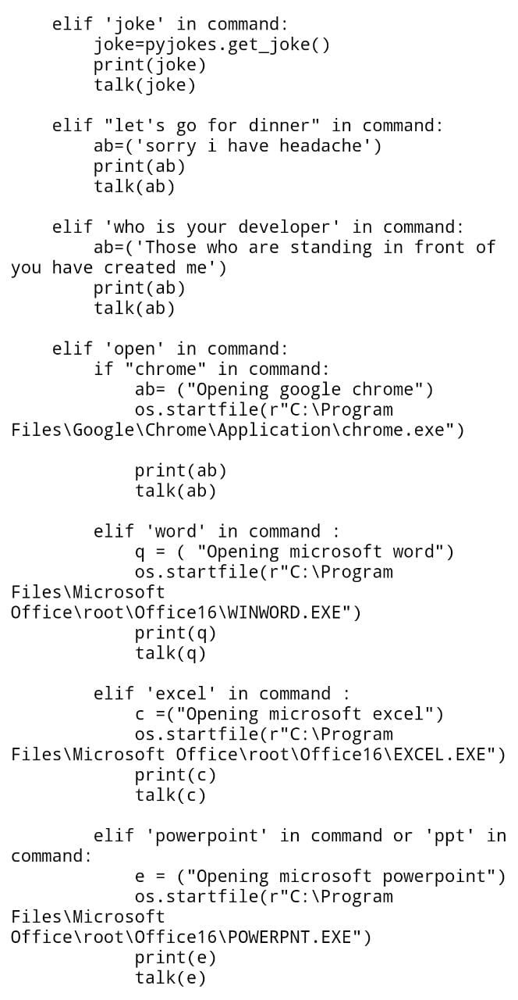 elif 'joke' in command:
        joke=pyjokes.get_joke()
        print(joke)
        talk(joke)

    elif "let's go for dinner" in command:
        ab=('sorry i have headache')
        print(ab)
        talk(ab)

    elif 'who is your developer' in command:
        ab=('Those who are standing in front of
you have created me')
        print(ab)
        talk(ab)

    elif 'open' in command:
        if "chrome" in command:
            ab= ("Opening google chrome")
            os.startfile(r"C:\Program
Files\Google\Chrome\Application\chrome.exe")

            print(ab)
            talk(ab)

        elif 'word' in command :
            q = ( "Opening microsoft word")
            os.startfile(r"C:\Program
Files\Microsoft
Office\root\Office16\WINWORD.EXE")
            print(q)
            talk(q)

        elif 'excel' in command :
            c =("Opening microsoft excel")
            os.startfile(r"C:\Program
Files\Microsoft Office\root\Office16\EXCEL.EXE")
            print(c)
            talk(c)

        elif 'powerpoint' in command or 'ppt' in
command:
            e = ("Opening microsoft powerpoint")
            os.startfile(r"C:\Program
Files\Microsoft
Office\root\Office16\POWERPNT.EXE")
            print(e)
            talk(e)